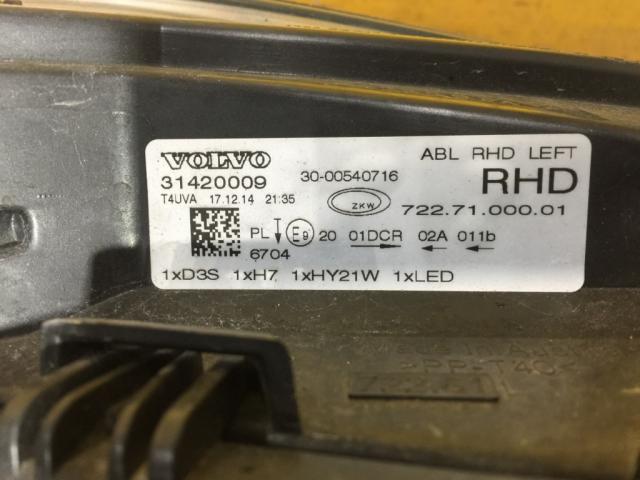 VOLVO 30-00540716 ABL RHD LEFT
31420009 ZKW RHD
T4UVA 17.12.14 21:35 722.71.000.01
PL E9 20 01DCR 02A 011b
6704
1xD3S 1xH7 1xHY21W 1xLED